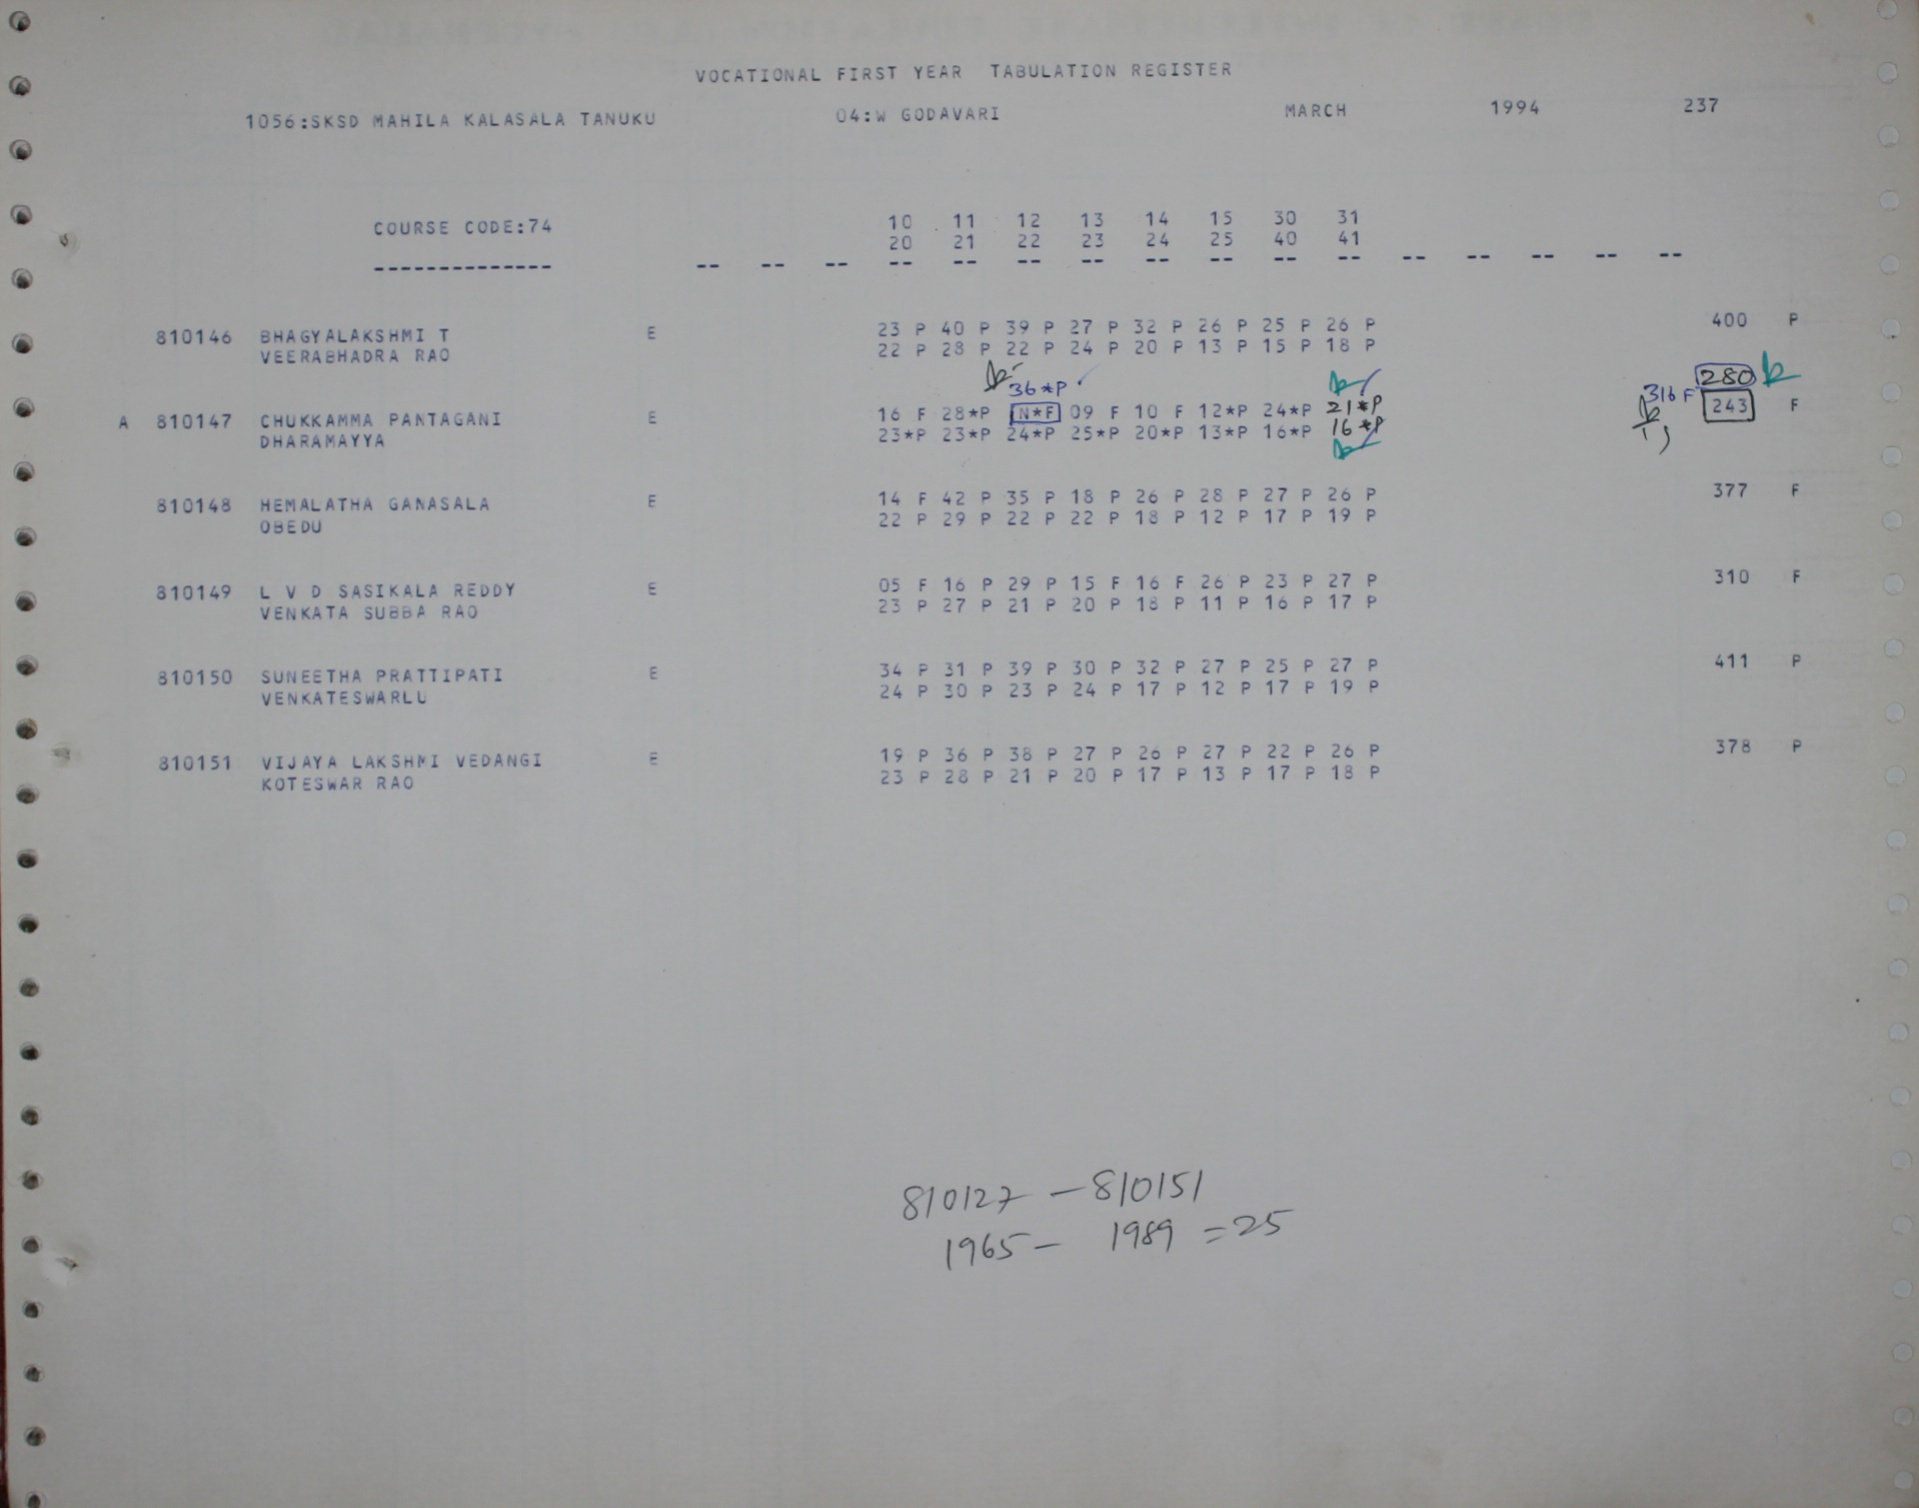 VOCATIONAL FIRST YEAR TABULATION REGISTER
1056:SKSD MAHILA KALASALA TANUKU 04:W GODAVARI MARCH 1994 237
COURSE CODE:74 10 11 12 13 14 15 30 31
20 21 22 23 24 25 40 41
-------------- -- -- -- -- -- -- -- -- -- -- -- -- -- -- -- --
810146 BHAGYALAKSHMI T E 23 P 40 P 39 P 27 P 32 P 26 P 25 P 26 P 400 P
VEERABHADRA RAO 22 P 28 P 22 P 24 P 20 P 13 P 15 P 18 P
36*P 316 F 280
A 810147 CHUKKAMMA PANTAGANI E 16 F 28*P N*F 09 F 10 F 12*P 24*P 21*P 243 F
DHARAMAYYA 23*P 23*P 24*P 25*P 20*P 13*P 16*P 16*P
810148 HEMALATHA GANASALA E 14 F 42 P 35 P 18 P 26 P 28 P 27 P 26 P 377 F
OBEDU 22 P 29 P 22 P 22 P 18 P 12 P 17 P 19 P
810149 L V D SASIKALA REDDY E 05 F 16 P 29 P 15 F 16 F 26 P 23 P 27 P 310 F
VENKATA SUBBA RAO 23 P 27 P 21 P 20 P 18 P 11 P 16 P 17 P
810150 SUNEETHA PRATTIPATI E 34 P 31 P 39 P 30 P 32 P 27 P 25 P 27 P 411 P
VENKATESWARLU 24 P 30 P 23 P 24 P 17 P 12 P 17 P 19 P
810151 VIJAYA LAKSHMI VEDANGI E 19 P 36 P 38 P 27 P 26 P 27 P 22 P 26 P 378 P
KOTESWAR RAO 23 P 28 P 21 P 20 P 17 P 13 P 17 P 18 P
810127 - 810151
1965 - 1989 = 25